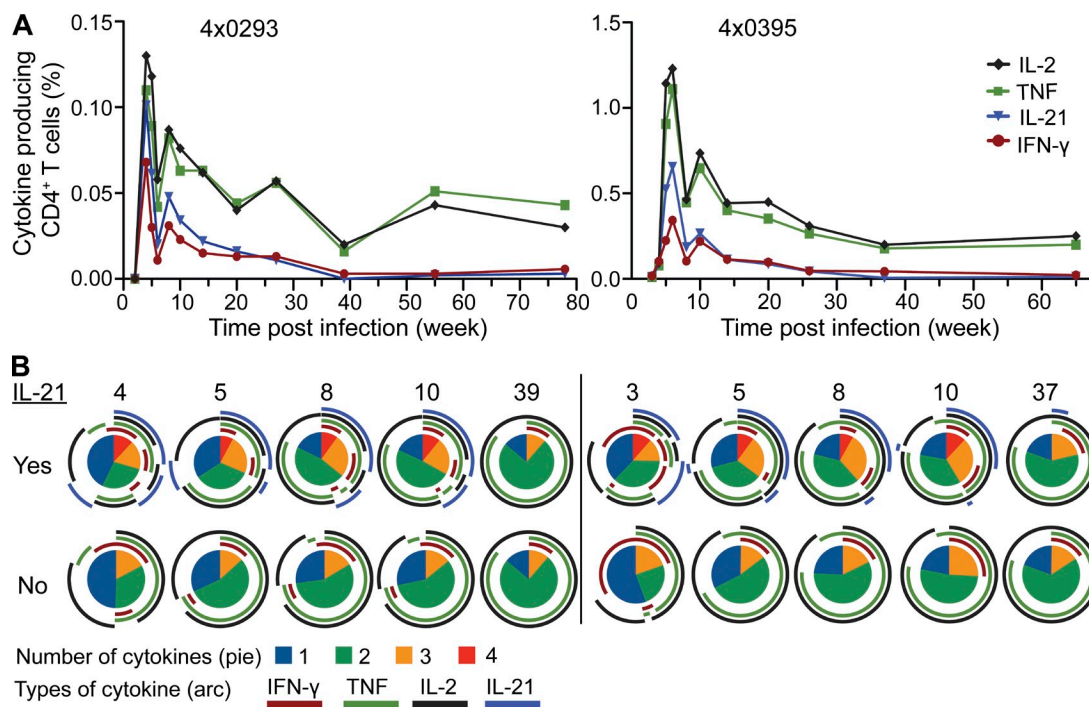 A
4x0293
4x0395
Cytokine producing
CD4⁺ T cells (%)
0.15
0.10
0.05
0.00
0 10 20 30 40 50 60 70 80
Time post infection (week)
1.5
1.0
0.5
0.0
0 10 20 30 40 50 60
Time post infection (week)
IL-2
TNF
IL-21
IFN-γ
B
IL-21 4 5 8 10 39 3 5 8 10 37
Yes
No
Number of cytokines (pie) 1 2 3 4
Types of cytokine (arc) IFN-γ TNF IL-2 IL-21